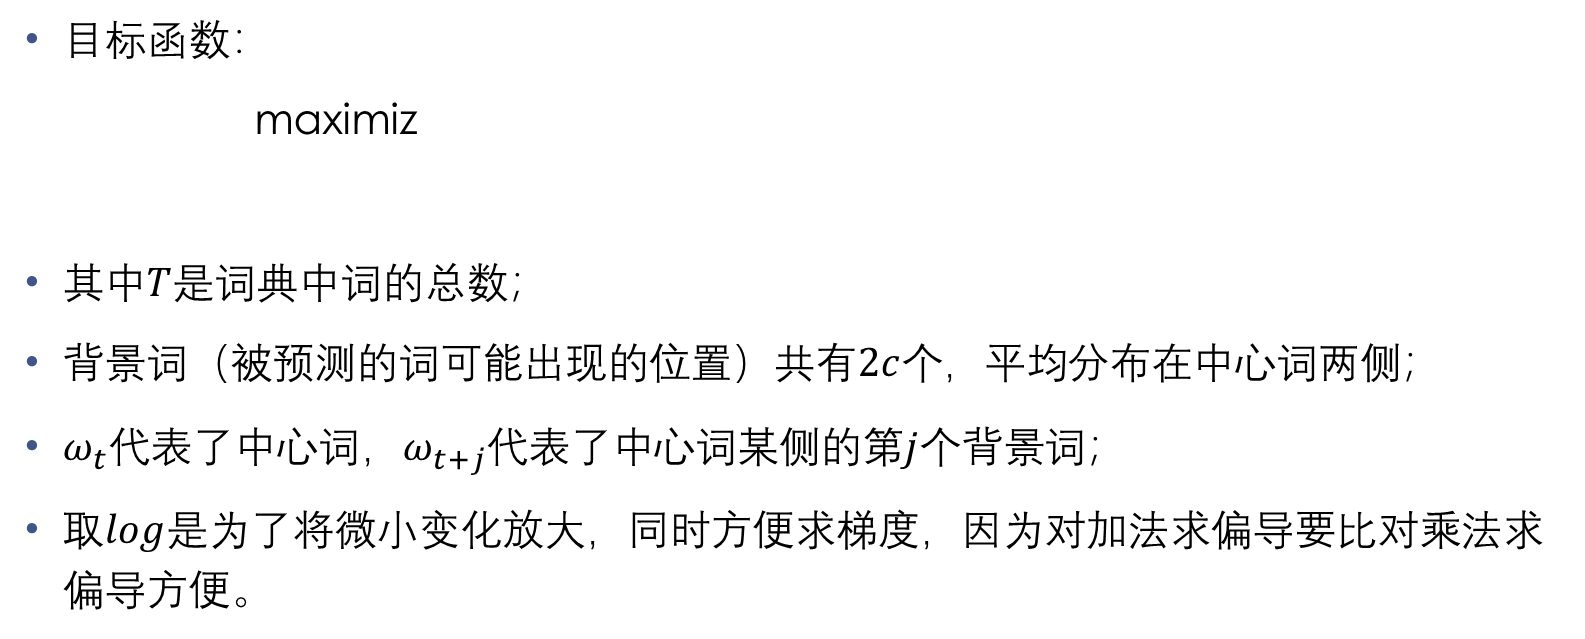 • 目标函数：
maximiz
• 其中T是词典中词的总数；
• 背景词（被预测的词可能出现的位置）共有2c个，平均分布在中心词两侧；
• ω_t代表了中心词，ω_{t+j}代表了中心词某侧的第j个背景词；
• 取log是为了将微小变化放大，同时方便求梯度，因为对加法求偏导要比对乘法求
偏导方便。